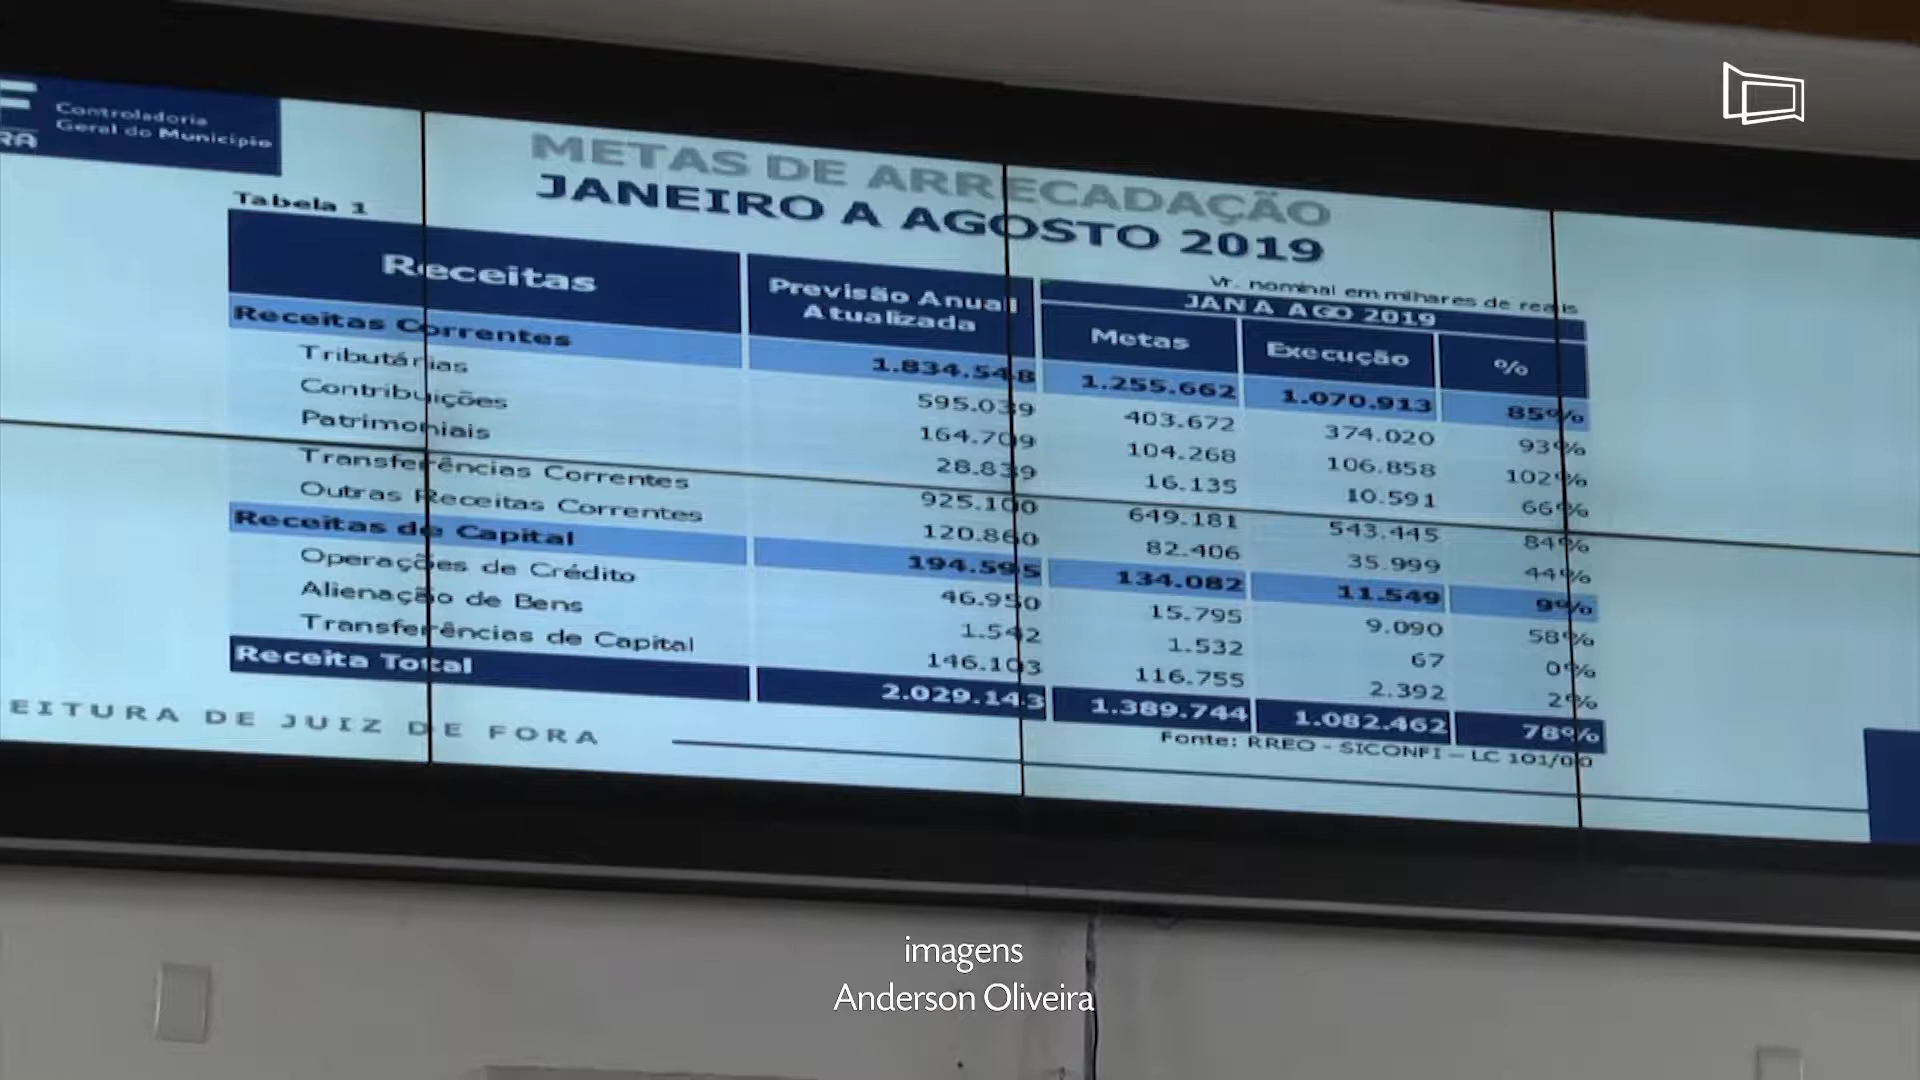 Controladoria
Geral do Município
RA
METAS DE ARRECADAÇÃO
JANEIRO A AGOSTO 2019
Tabela 1
Vr. nominal em milhares de reais
Receitas Previsão Anual Atualizada JAN A AGO 2019
Metas Execução %
Receitas Correntes 1.834.548 1.255.662 1.070.913 85%
Tributárias 595.039 403.672 374.020 93%
Contribuições 164.709 104.268 106.858 102%
Patrimoniais 28.839 16.135 10.591 66%
Transferências Correntes 925.100 649.181 543.445 84%
Outras Receitas Correntes 120.860 82.406 35.999 44%
Receitas de Capital 194.595 134.082 11.549 9%
Operações de Crédito 46.950 15.795 9.090 58%
Alienação de Bens 1.542 1.532 67 0%
Transferências de Capital 146.103 116.755 2.392 2%
Receita Total 2.029.143 1.389.744 1.082.462 78%
Fonte: RREO - SICONFI – LC 101/00
EITURA DE JUIZ DE FORA
imagens
Anderson Oliveira